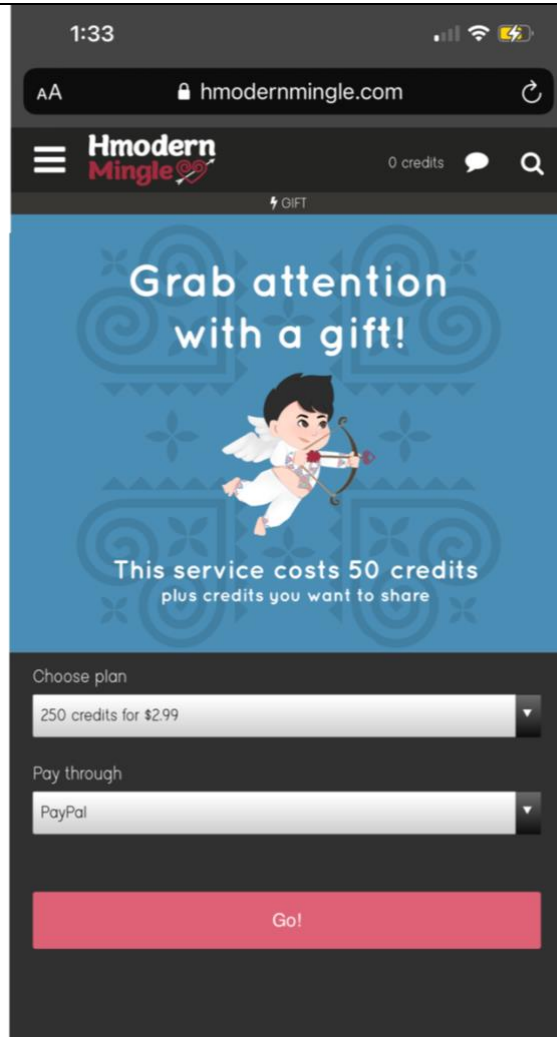 1:33
AA hmodernmingle.com
Hmodern
Mingle
0 credits
GIFT
Grab attention
with a gift!
This service costs 50 credits
plus credits you want to share
Choose plan
250 credits for $2.99
Pay through
PayPal
Go!